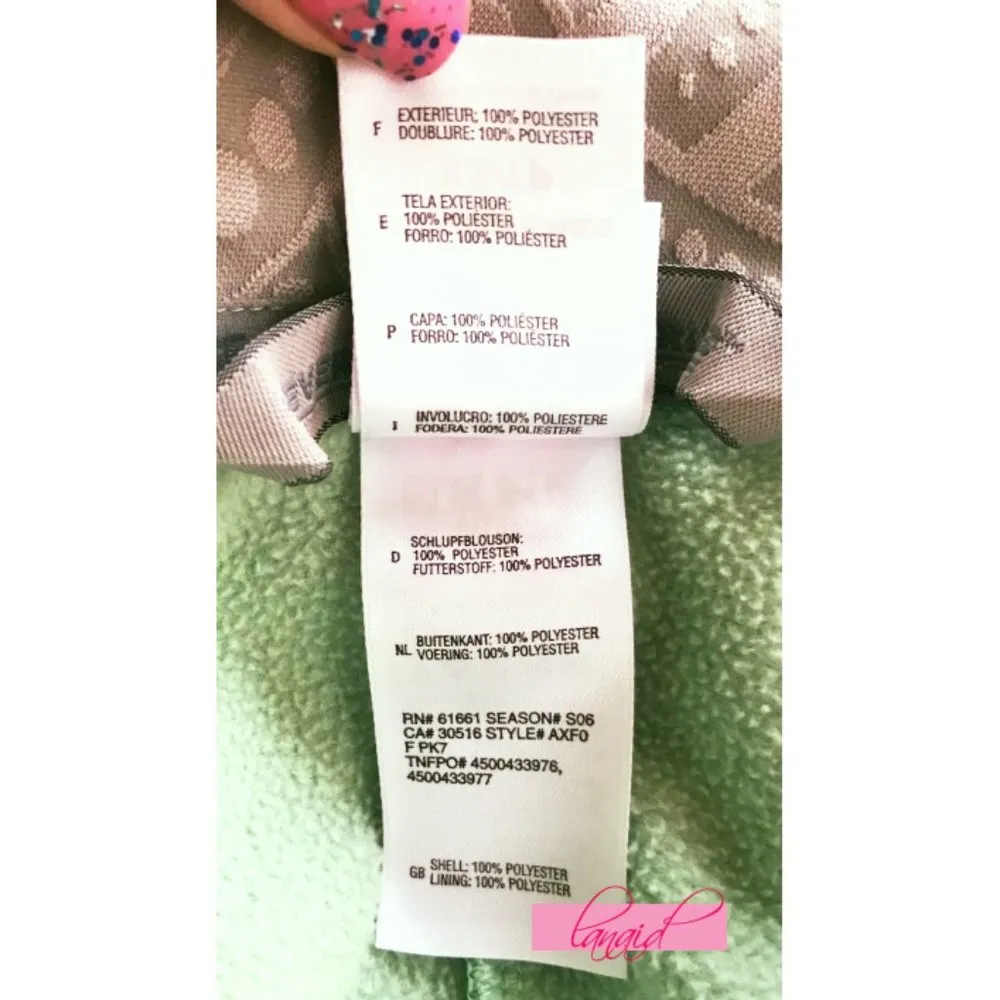 F EXTERIEUR: 100% POLYESTER
DOUBLURE: 100% POLYESTER
TELA EXTERIOR:
E 100% POLIÉSTER
FORRO: 100% POLIÉSTER
P CAPA: 100% POLIÉSTER
FORRO: 100% POLIÉSTER
I INVOLUCRO: 100% POLIESTERE
FODERA: 100% POLIESTERE
SCHLUPFBLOUSON:
D 100% POLYESTER
FUTTERSTOFF: 100% POLYESTER
BUITENKANT: 100% POLYESTER
NL VOERING: 100% POLYESTER
RN# 61661 SEASON# S06
CA# 30516 STYLE# AXF0
F PK7
TNFPO# 4500433976,
4500433977
GB SHELL: 100% POLYESTER
LINING: 100% POLYESTER
lanaid